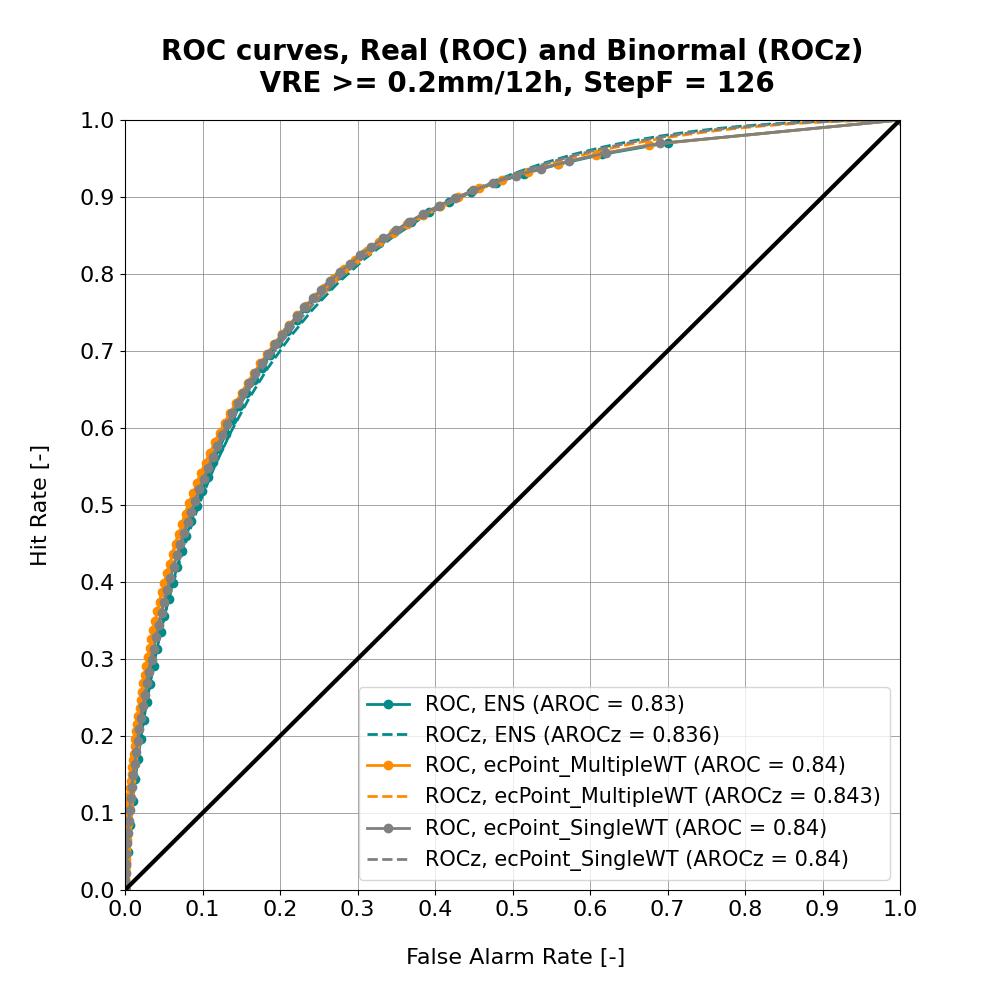 ROC curves, Real (ROC) and Binormal (ROCz)
VRE >= 0.2mm/12h, StepF = 126
1.0
0.9
0.8
0.7
0.6
0.5
0.4
0.3
0.2
0.1
0.0
Hit Rate [-]
ROC, ENS (AROC = 0.83)
ROCz, ENS (AROCz = 0.836)
ROC, ecPoint_MultipleWT (AROC = 0.84)
ROCz, ecPoint_MultipleWT (AROCz = 0.843)
ROC, ecPoint_SingleWT (AROC = 0.84)
ROCz, ecPoint_SingleWT (AROCz = 0.84)
0.0 0.1 0.2 0.3 0.4 0.5 0.6 0.7 0.8 0.9 1.0
False Alarm Rate [-]